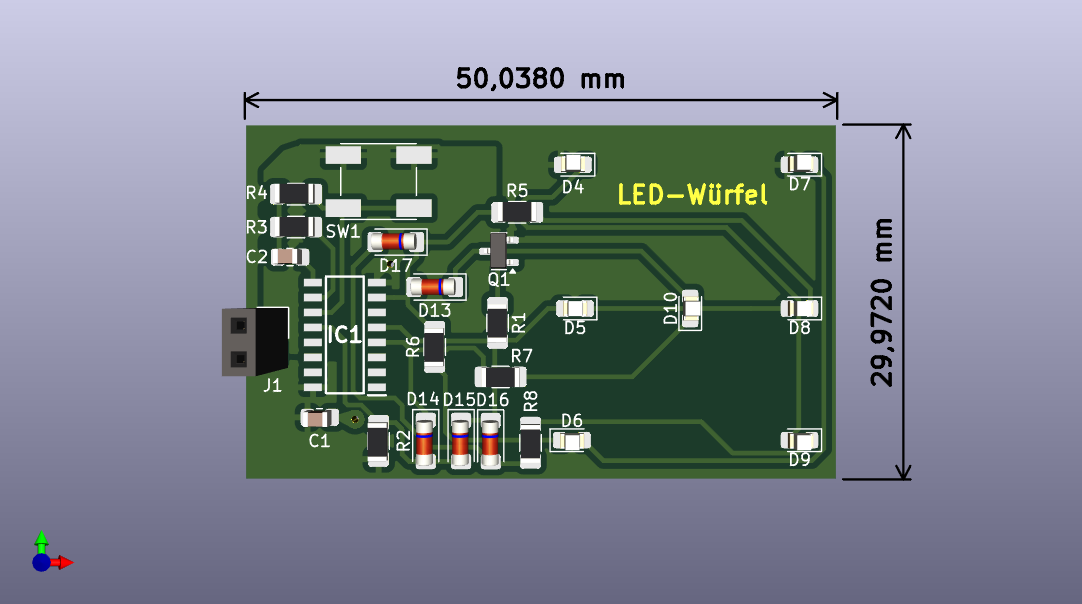 50,0380 mm
29,9720 mm
LED-Würfel
D4
D7
R4
R5
R3
SW1
C2
D17
Q1
D13
D10
D5
D8
IC1
R1
R6
J1
R7
D14
D15
D16
R8
D6
C1
R2
D9